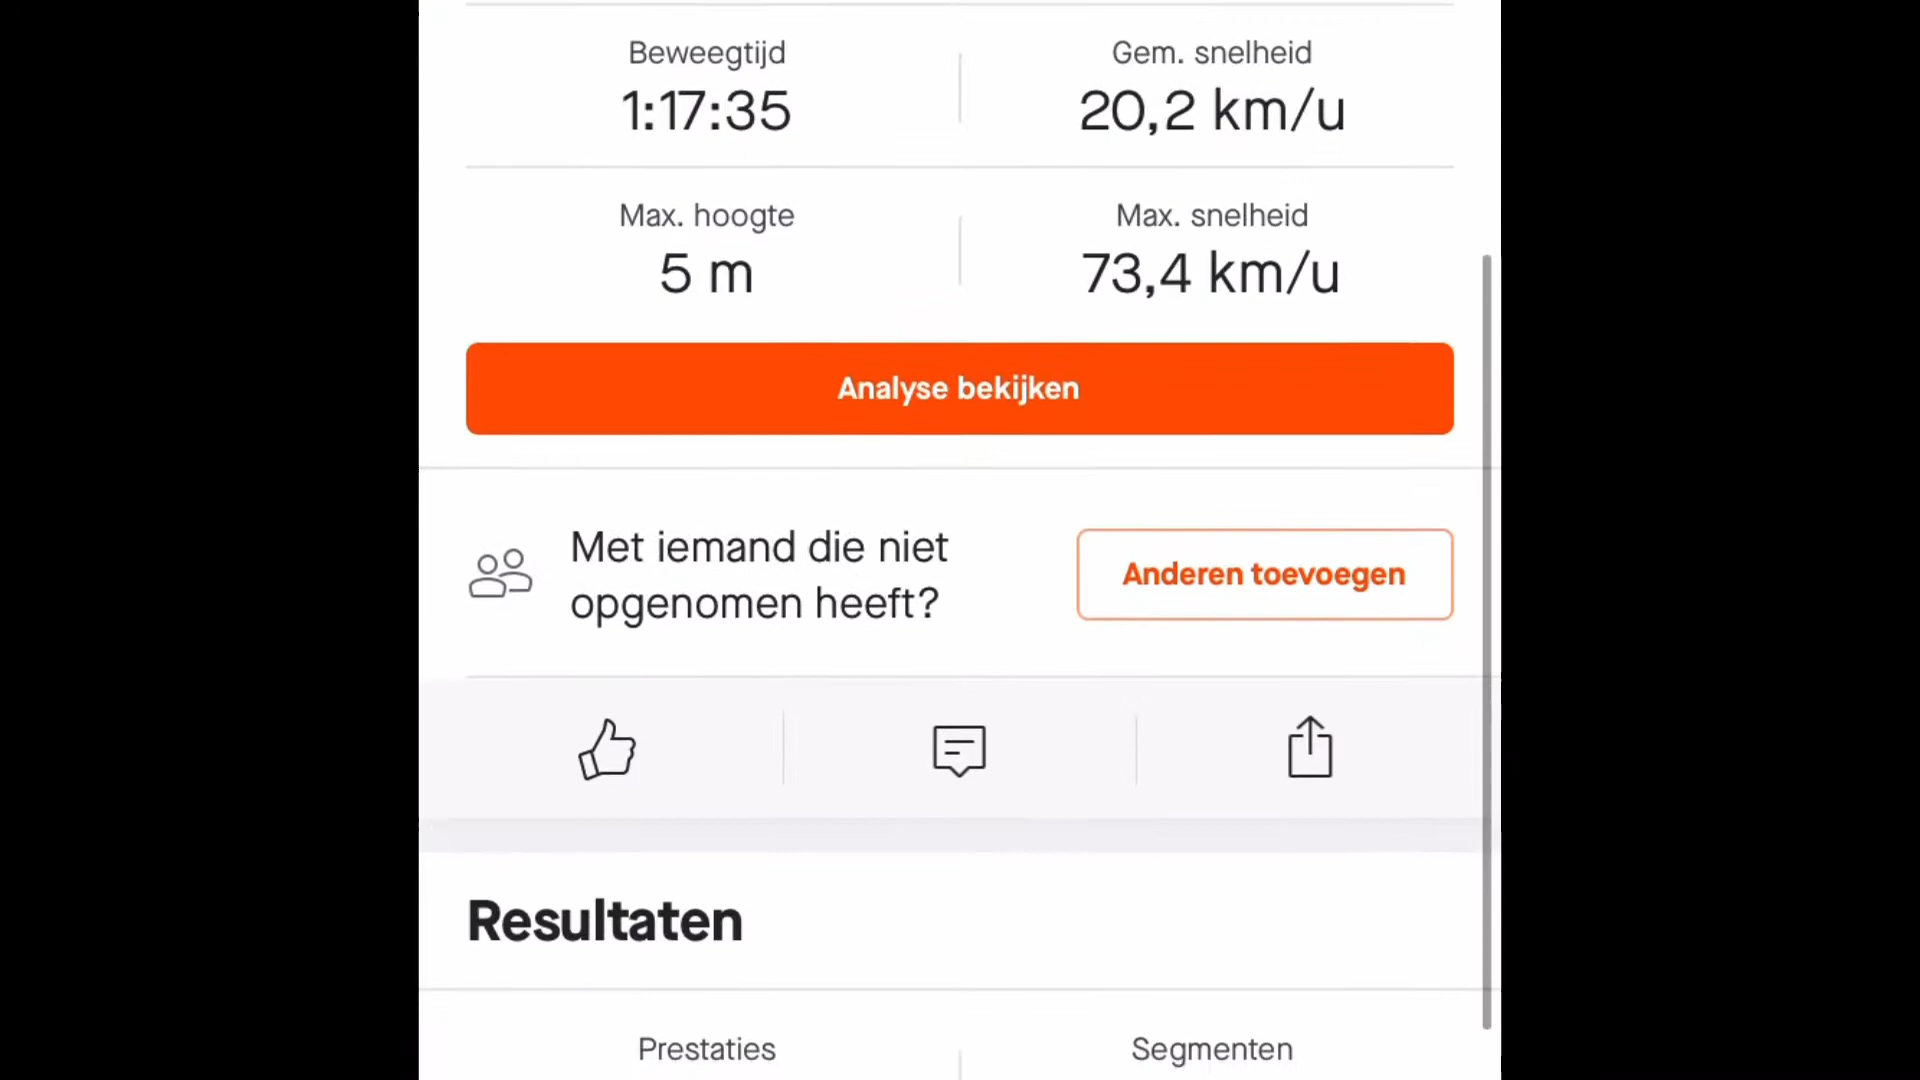 Beweegtijd
Gem. snelheid
1:17:35
20,2 km/u
Max. hoogte
Max. snelheid
5 m
73,4 km/u
Analyse bekijken
Met iemand die niet
opgenomen heeft?
Anderen toevoegen
Resultaten
Prestaties
Segmenten